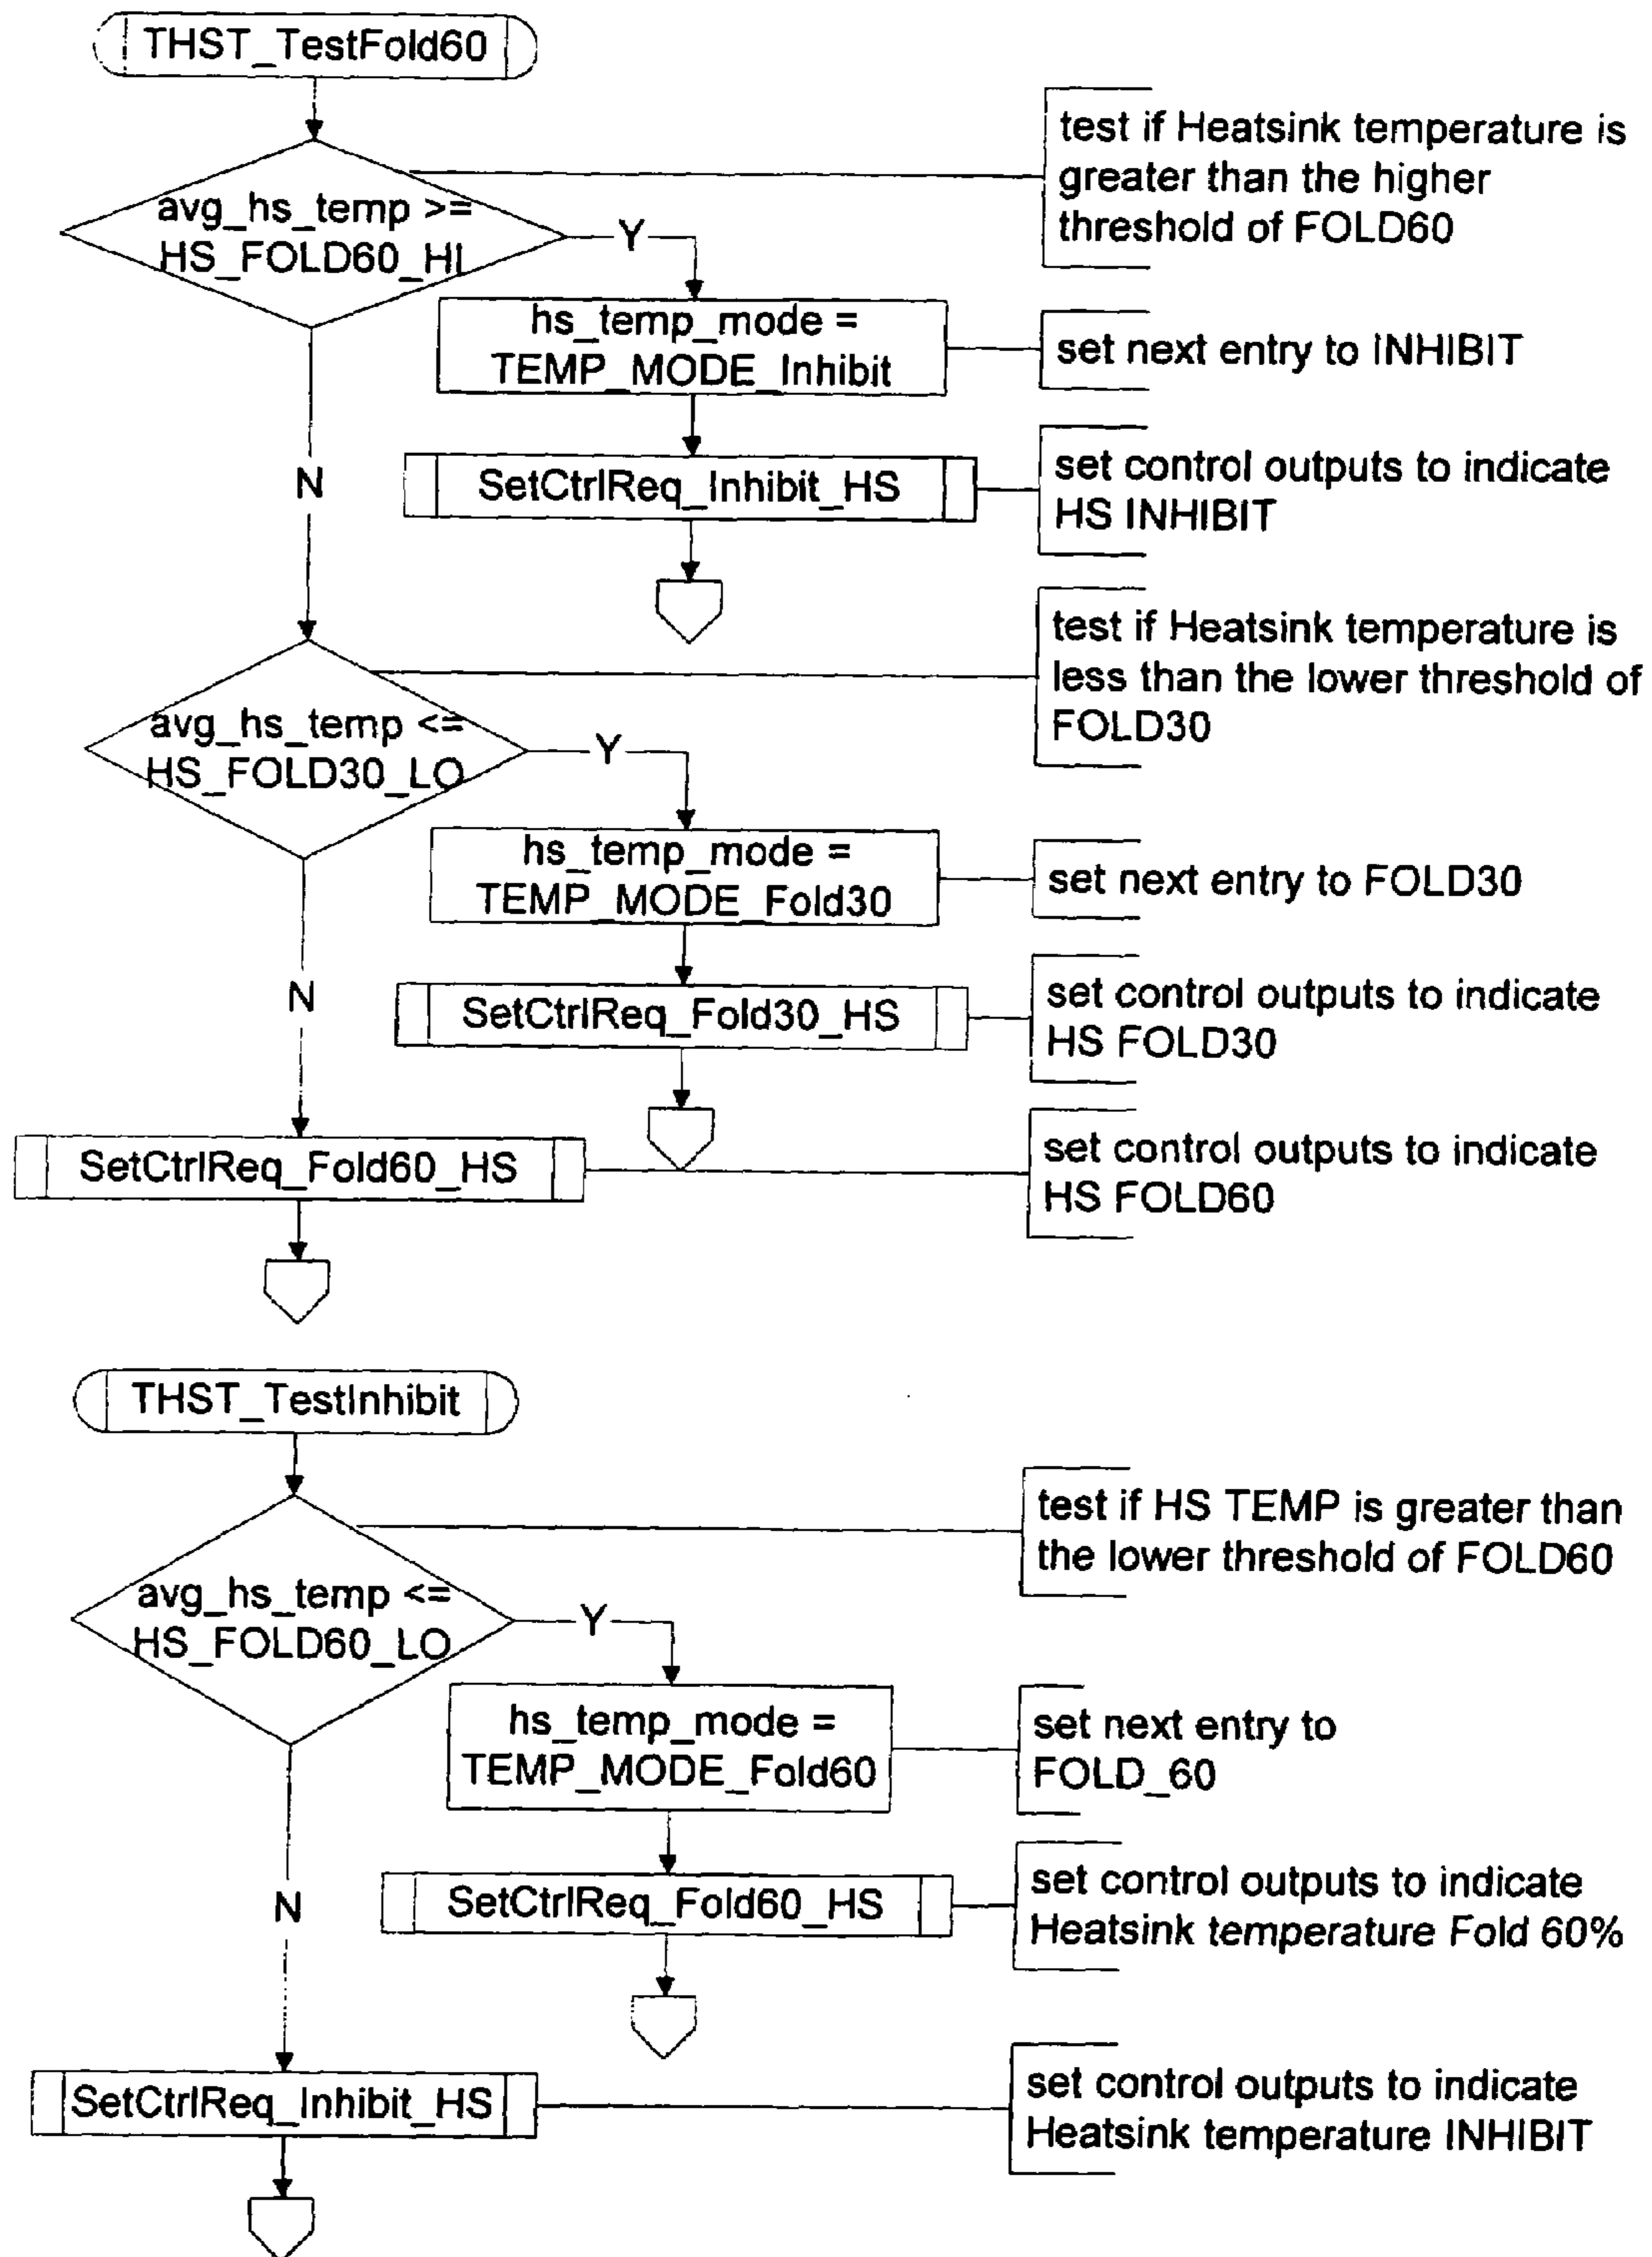 THST_TestFold60
test if Heatsink temperature is
greater than the higher
threshold of FOLD60
avg_hs_temp >=
HS_FOLD60_HI
Y
hs_temp_mode =
TEMP_MODE_Inhibit
set next entry to INHIBIT
N
SetCtrlReq_Inhibit_HS
set control outputs to indicate
HS INHIBIT
test if Heatsink temperature is
less than the lower threshold of
FOLD30
avg_hs_temp <=
HS_FOLD30_LO
Y
hs_temp_mode =
TEMP_MODE_Fold30
set next entry to FOLD30
N
SetCtrlReq_Fold30_HS
set control outputs to indicate
HS FOLD30
SetCtrlReq_Fold60_HS
set control outputs to indicate
HS FOLD60
THST_TestInhibit
test if HS TEMP is greater than
the lower threshold of FOLD60
avg_hs_temp <=
HS_FOLD60_LO
Y
hs_temp_mode =
TEMP_MODE_Fold60
set next entry to
FOLD_60
N
SetCtrlReq_Fold60_HS
set control outputs to indicate
Heatsink temperature Fold 60%
SetCtrlReq_Inhibit_HS
set control outputs to indicate
Heatsink temperature INHIBIT